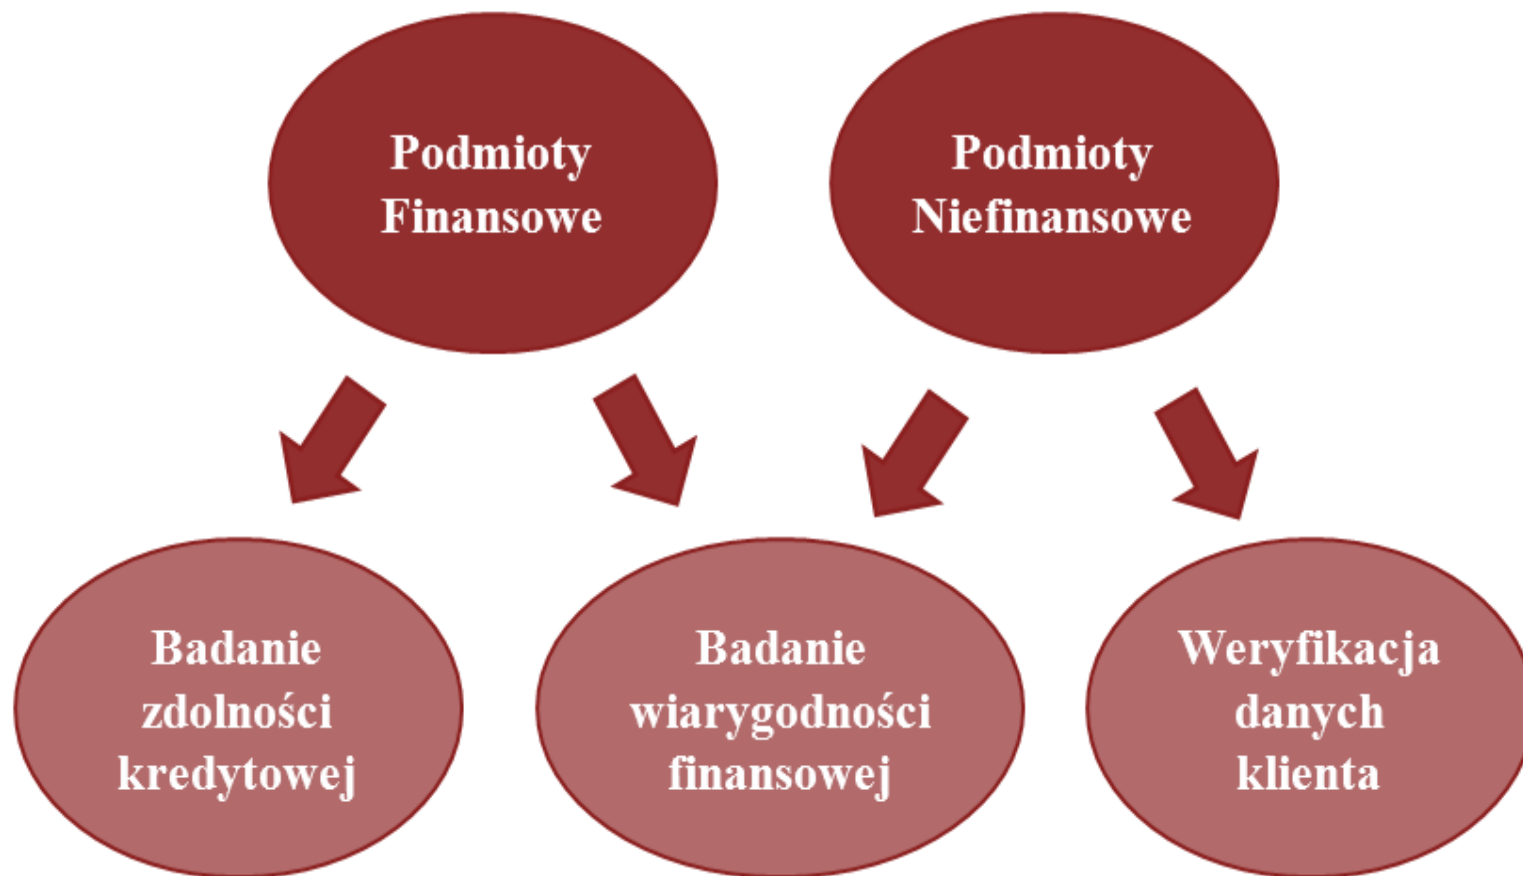 Podmioty
Finansowe
Podmioty
Niefinansowe
Badanie
zdolności
kredytowej
Badanie
wiarygodności
finansowej
Weryfikacja
danych
klienta